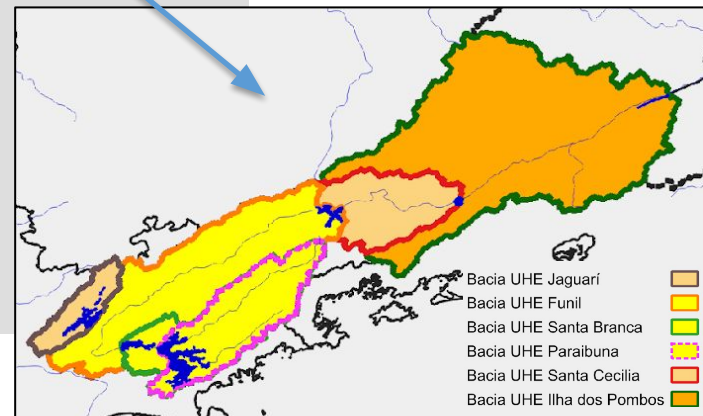 Bacia UHE Jaguarí
Bacia UHE Funil
Bacia UHE Santa Branca
Bacia UHE Paraibuna
Bacia UHE Santa Cecilia
Bacia UHE Ilha dos Pombos